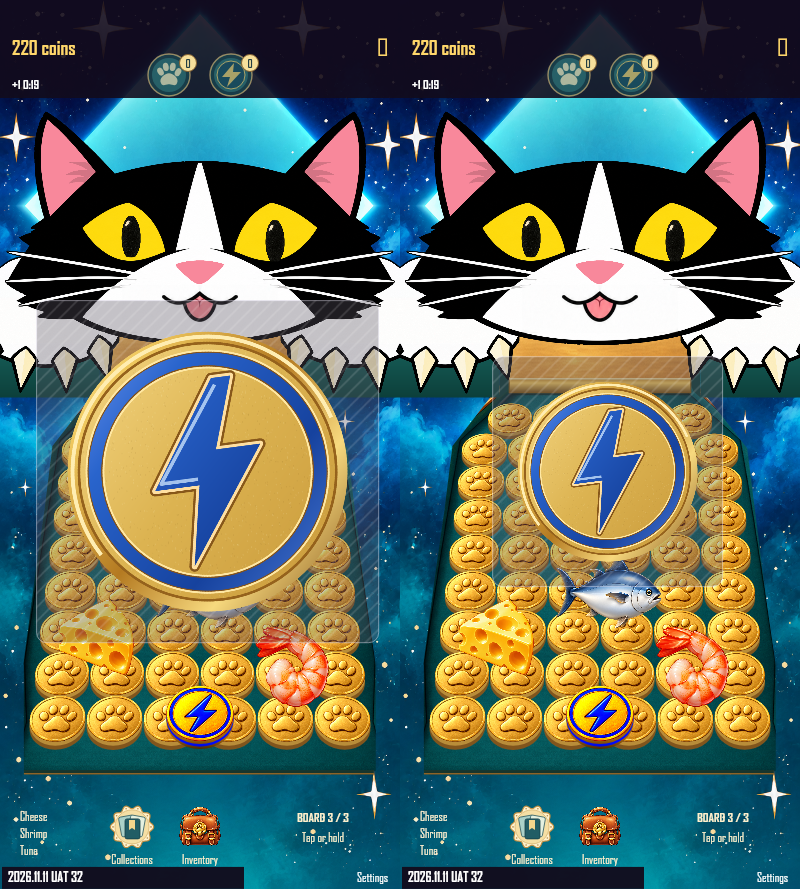 220 coins
0
0
+1 0:19
Cheese
Shrimp
Tuna
Collections
Inventory
BOARD 3 / 3
Tap or hold
2026.11.11 UAT 32
Settings
220 coins
0
0
+1 0:19
Cheese
Shrimp
Tuna
Collections
Inventory
BOARD 3 / 3
Tap or hold
2026.11.11 UAT 32
Settings